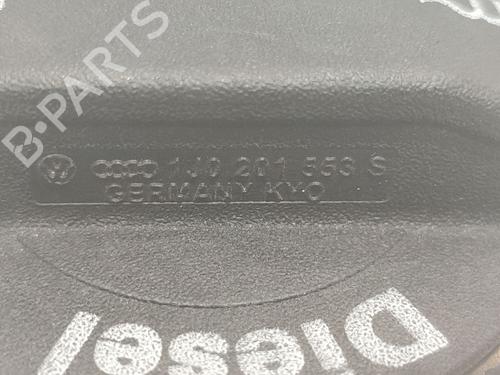 1J0 201 553 S
GERMANY KYO
Diesel
B-PARTS